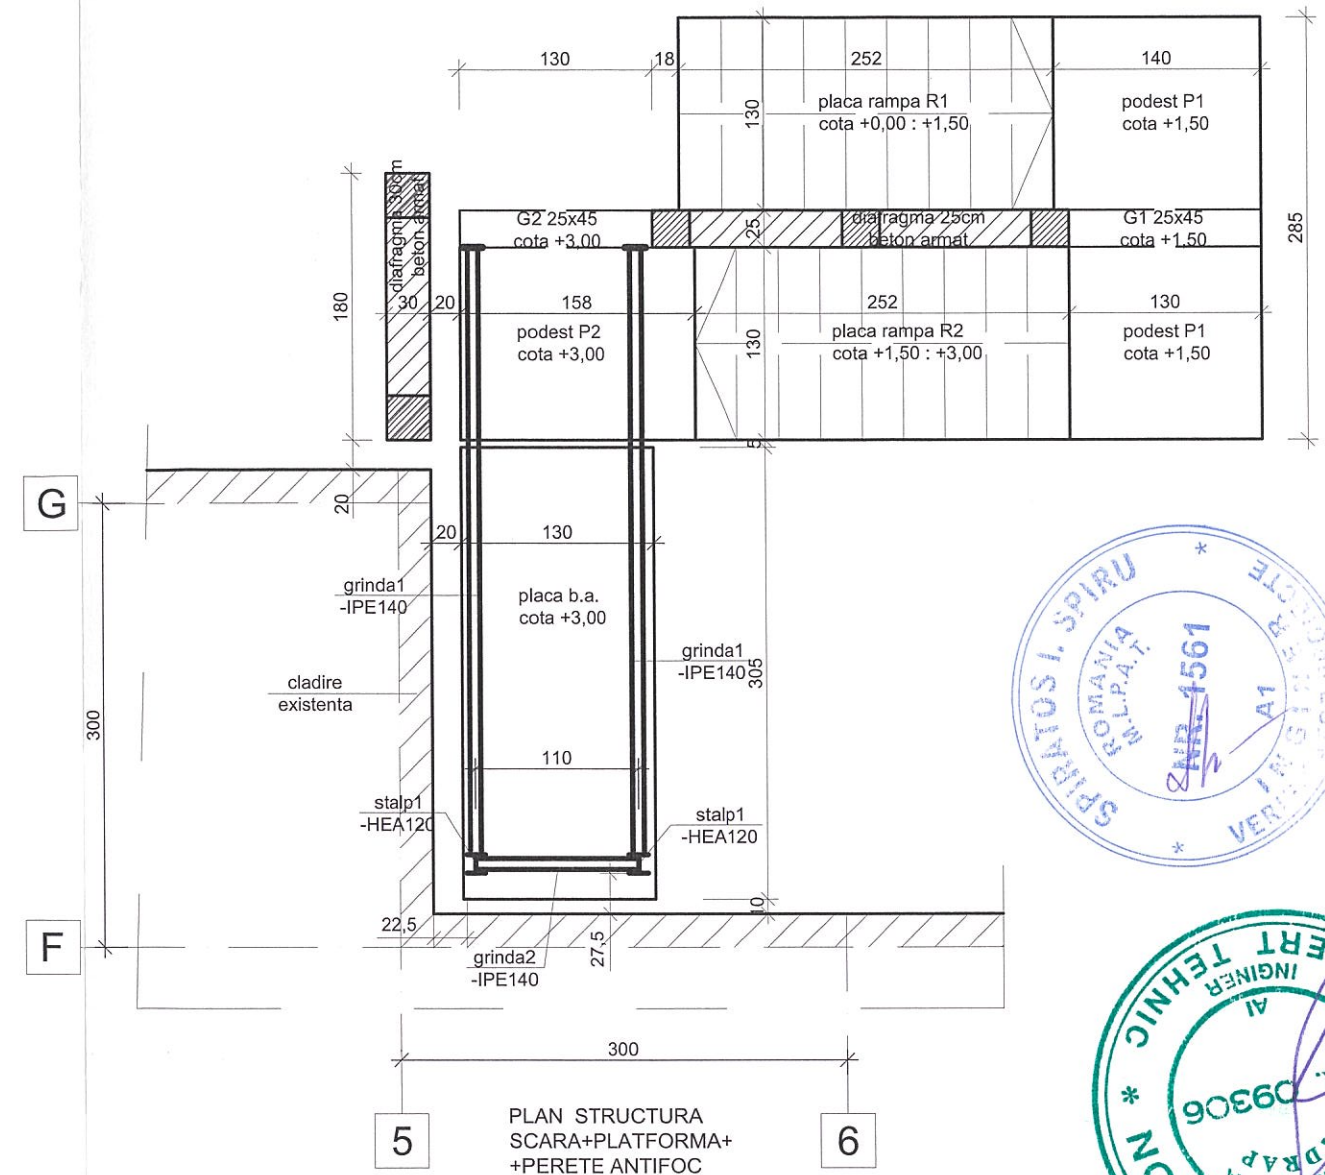 130
18
252
140
130
placa rampa R1
cota +0,00 : +1,50
podest P1
cota +1,50
285
diafragma 30cm
beton armat
180
G2 25x45
cota +3,00
25
diafragma 25cm
beton armat
G1 25x45
cota +1,50
30
20
158
252
130
podest P2
cota +3,00
130
placa rampa R2
cota +1,50 : +3,00
podest P1
cota +1,50
5
G
20
20
130
grinda1
-IPE140
placa b.a.
cota +3,00
grinda1
-IPE140
305
cladire
existenta
300
110
stalp1
-HEA120
stalp1
-HEA120
10
22,5
27,5
F
grinda2
-IPE140
300
5
6
PLAN STRUCTURA
SCARA+PLATFORMA+
+PERETE ANTIFOC
SPIRATOS I. SPIRU
ROMANIA
M.L.P.A.T.
NR. 1561
A1
TEHNIC
INGINER
AI
09306